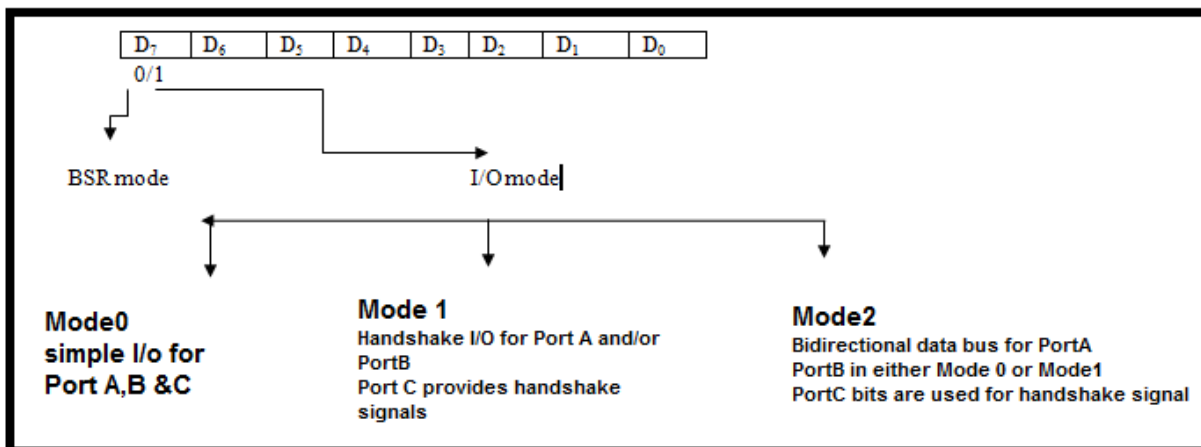 D7 D6 D5 D4 D3 D2 D1 D0
0/1
BSR mode
I/O mode
Mode0
simple I/o for
Port A,B &C
Mode 1
Handshake I/O for Port A and/or
PortB
Port C provides handshake
signals
Mode2
Bidirectional data bus for PortA
PortB in either Mode 0 or Mode1
PortC bits are used for handshake signal